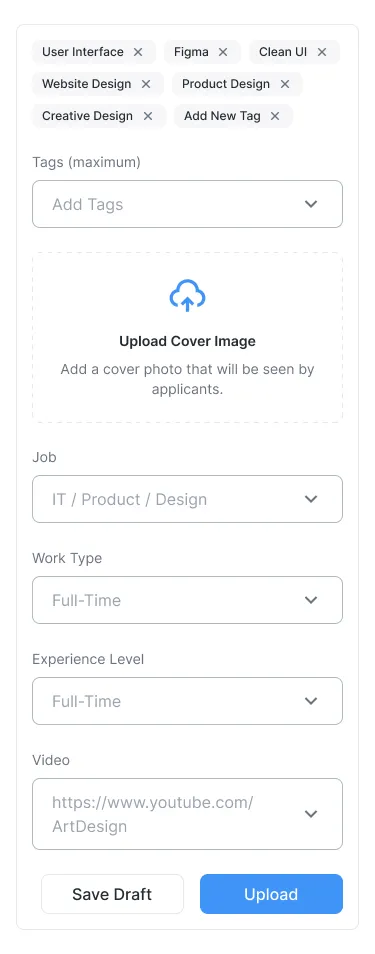 User Interface × Figma × Clean UI ×
Website Design × Product Design ×
Creative Design × Add New Tag ×
Tags (maximum)
Add Tags
Upload Cover Image
Add a cover photo that will be seen by
applicants.
Job
IT / Product / Design
Work Type
Full-Time
Experience Level
Full-Time
Video
https://www.youtube.com/
ArtDesign
Save Draft Upload